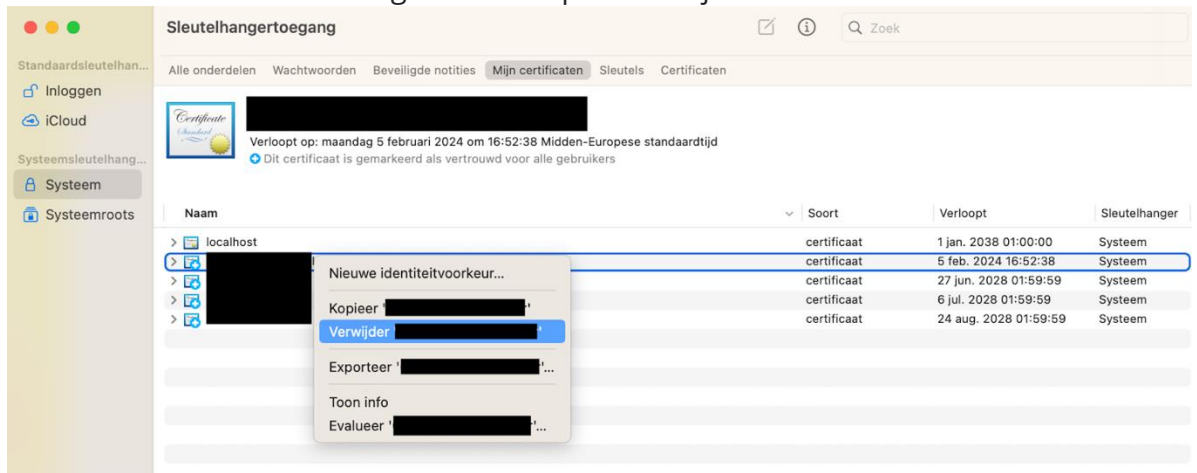 Sleutelhangertoegang
Zoek
Standaardsleutelhan...
Inloggen
iCloud
Systeemsleutelhang...
Systeem
Systeemroots
Alle onderdelen Wachtwoorden Beveiligde notities Mijn certificaten Sleutels Certificaten
Certificate
Standard
Verloopt op: maandag 5 februari 2024 om 16:52:38 Midden-Europese standaardtijd
Dit certificaat is gemarkeerd als vertrouwd voor alle gebruikers
Naam Soort Verloopt Sleutelhanger
localhost certificaat 1 jan. 2038 01:00:00 Systeem
certificaat 5 feb. 2024 16:52:38 Systeem
certificaat 27 jun. 2028 01:59:59 Systeem
certificaat 6 jul. 2028 01:59:59 Systeem
certificaat 24 aug. 2028 01:59:59 Systeem
Nieuwe identiteitvoorkeur...
Kopieer ' '
Verwijder ' '
Exporteer ' '...
Toon info
Evalueer ' '...